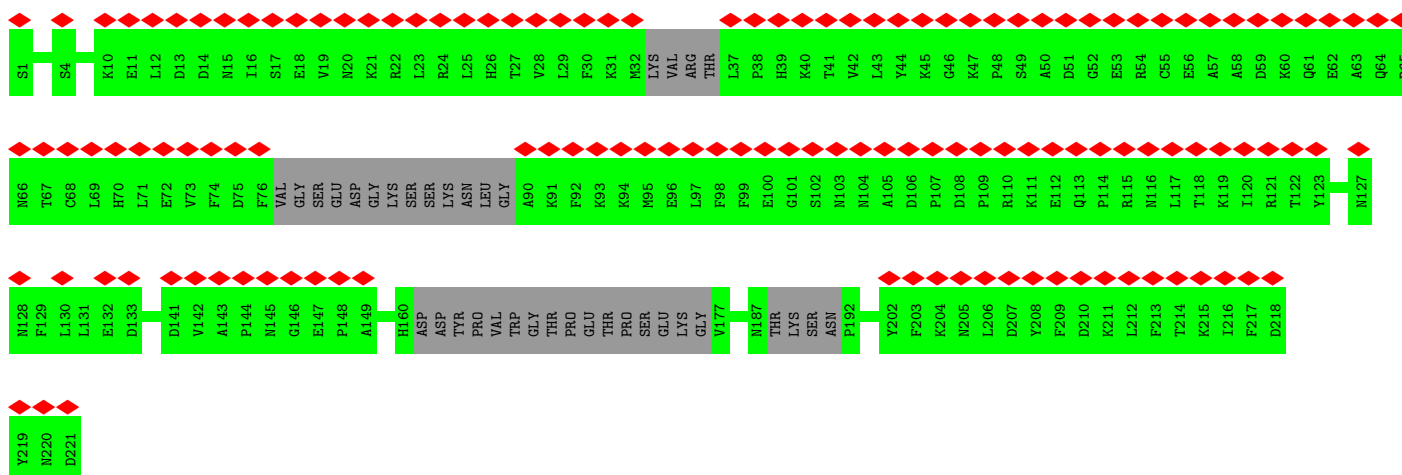 S1 S4 K10 E11 L12 D13 D14 N15 I16 S17 E18 V19 N20 K21 R22 L23 R24 L25 H26 T27 V28 L29 F30 K31 M32 LYS VAL ARG THR L37 P38 H39 K40 T41 V42 L43 Y44 K45 G46 K47 P48 S49 A50 D51 G52 E53 R54 C55 E56 A57 A58 D59 K60 Q61 E62 A63 Q64
N66 T67 C68 L69 H70 L71 E72 V73 F74 D75 F76 VAL GLY SER GLU ASP GLY LYS SER SER LYS ASN LEU GLY A90 K91 F92 K93 K94 M95 E96 L97 F98 F99 E100 G101 S102 N103 N104 A105 D106 P107 D108 P109 R110 K111 E112 Q113 P114 R115 N116 L117 T118 K119 I120 R121 T122 Y123 N127
N128 F129 L130 L131 E132 D133 D141 V142 A143 P144 N145 G146 E147 P148 A149 H160 ASP ASP TYR PRO VAL TRP GLY THR PRO GLU THR PRO SER GLU LYS GLY V177 N187 THR LYS SER ASN P192 Y202 F203 K204 N205 L206 D207 Y208 F209 D210 K211 L212 F213 T214 K215 I216 F217 D218
Y219 N220 D221